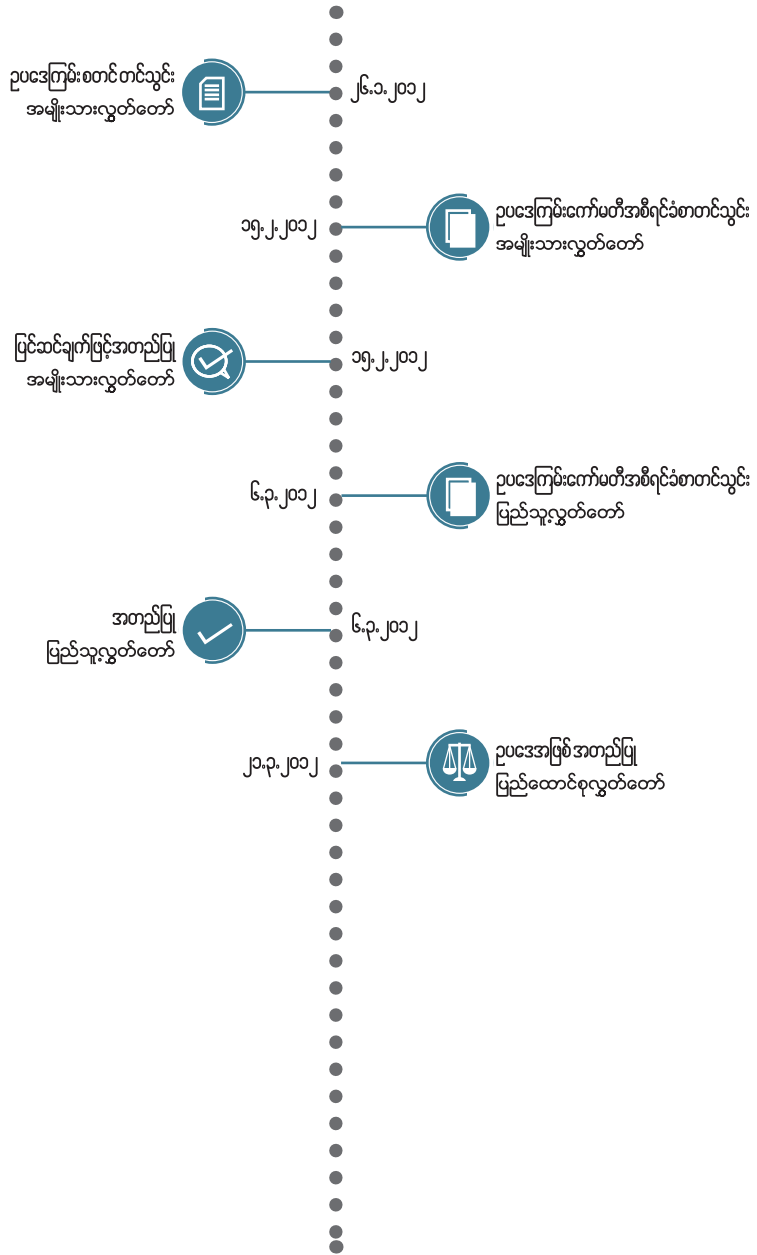 ဥပဒေကြမ်းစတင်တင်သွင်း
အမျိုးသားလွှတ်တော်
၂၆.၁.၂၀၁၂
၁၅.၂.၂၀၁၂
ဥပဒေကြမ်းကော်မတီအစီရင်ခံစာတင်သွင်း
အမျိုးသားလွှတ်တော်
ပြင်ဆင်ချက်ဖြင့်အတည်ပြု
အမျိုးသားလွှတ်တော်
၁၅.၂.၂၀၁၂
၆.၃.၂၀၁၂
ဥပဒေကြမ်းကော်မတီအစီရင်ခံစာတင်သွင်း
ပြည်သူ့လွှတ်တော်
အတည်ပြု
ပြည်သူ့လွှတ်တော်
၆.၃.၂၀၁၂
၂၁.၃.၂၀၁၂
ဥပဒေအဖြစ်အတည်ပြု
ပြည်ထောင်စုလွှတ်တော်